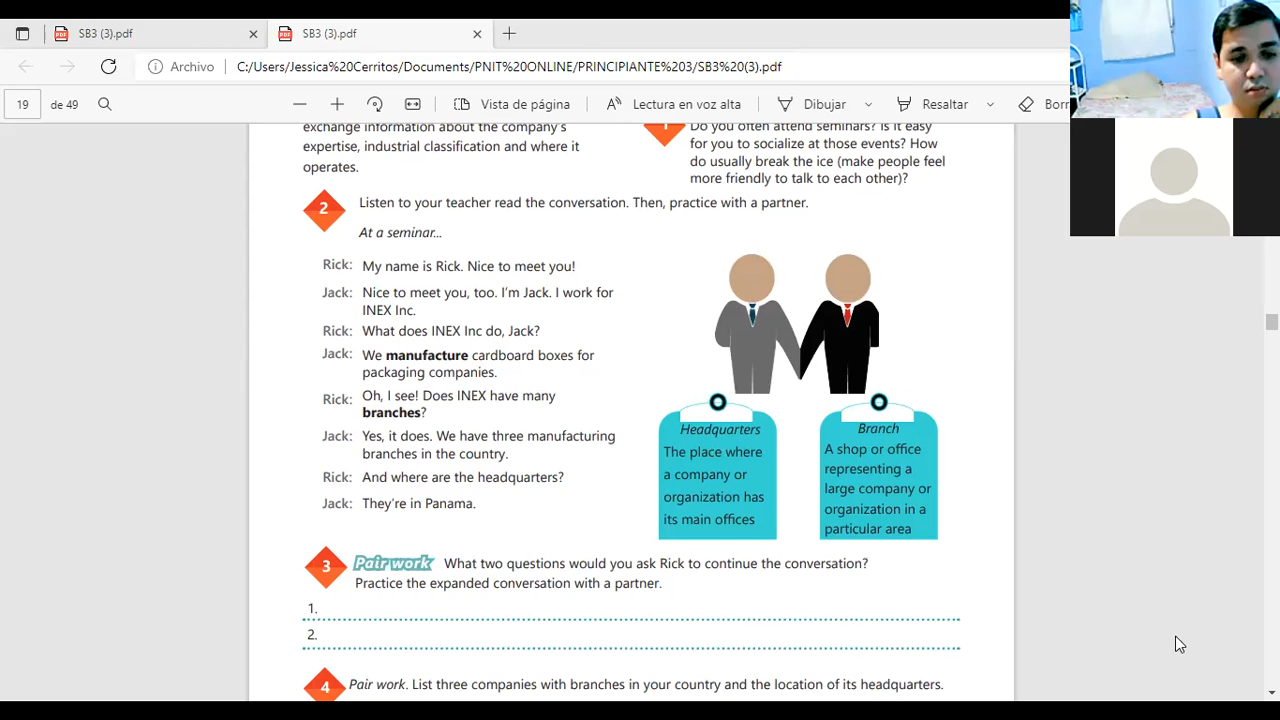 SB3 (3).pdf
SB3 (3).pdf
Archivo C:/Users/Jessica%20Cerritos/Documents/PNIT%20ONLINE/PRINCIPIANTE%203/SB3%20(3).pdf
19 de 49 Vista de página Lectura en voz alta Dibujar Resaltar Borr
exchange information about the company's
expertise, industrial classification and where it
operates.
1 Do you often attend seminars? Is it easy
for you to socialize at those events? How
do usually break the ice (make people feel
more friendly to talk to each other)?
2 Listen to your teacher read the conversation. Then, practice with a partner.
At a seminar...
Rick: My name is Rick. Nice to meet you!
Jack: Nice to meet you, too. I'm Jack. I work for
INEX Inc.
Rick: What does INEX Inc do, Jack?
Jack: We manufacture cardboard boxes for
packaging companies.
Rick: Oh, I see! Does INEX have many
branches?
Jack: Yes, it does. We have three manufacturing
branches in the country.
Rick: And where are the headquarters?
Jack: They're in Panama.
Headquarters
The place where
a company or
organization has
its main offices
Branch
A shop or office
representing a
large company or
organization in a
particular area
3 Pair work What two questions would you ask Rick to continue the conversation?
Practice the expanded conversation with a partner.
1.
2.
4 Pair work. List three companies with branches in your country and the location of its headquarters.